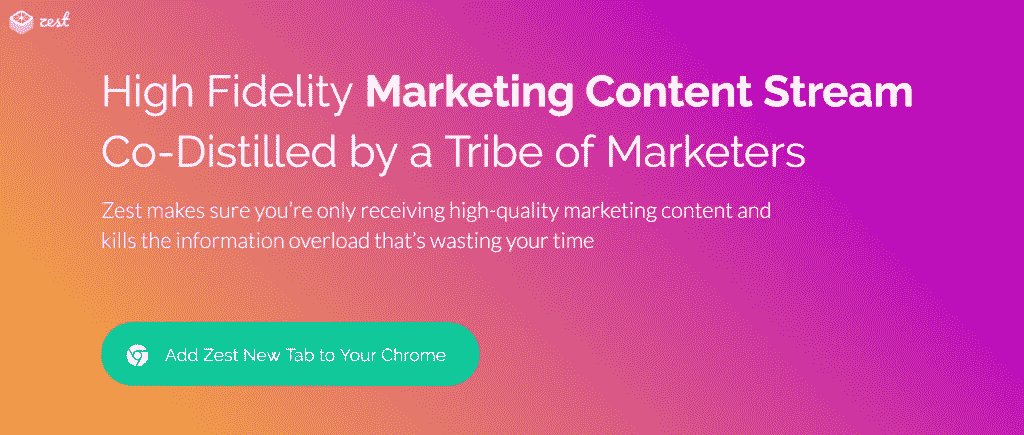 zest
High Fidelity Marketing Content Stream
Co-Distilled by a Tribe of Marketers
Zest makes sure you’re only receiving high-quality marketing content and
kills the information overload that’s wasting your time
Add Zest New Tab to Your Chrome